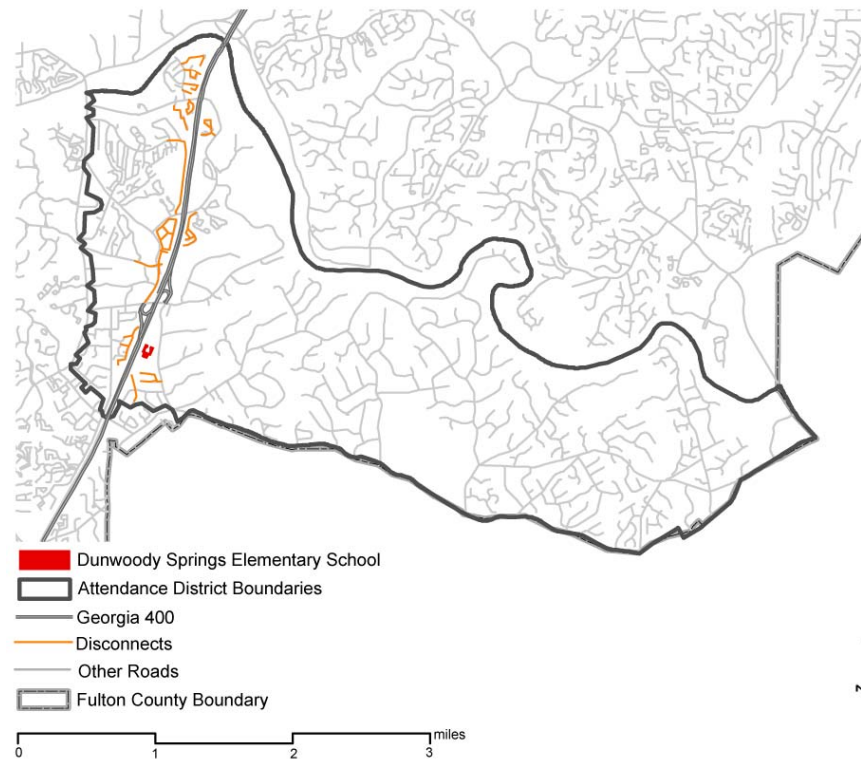 Dunwoody Springs Elementary School
Attendance District Boundaries
Georgia 400
Disconnects
Other Roads
Fulton County Boundary
miles
0 1 2 3
z